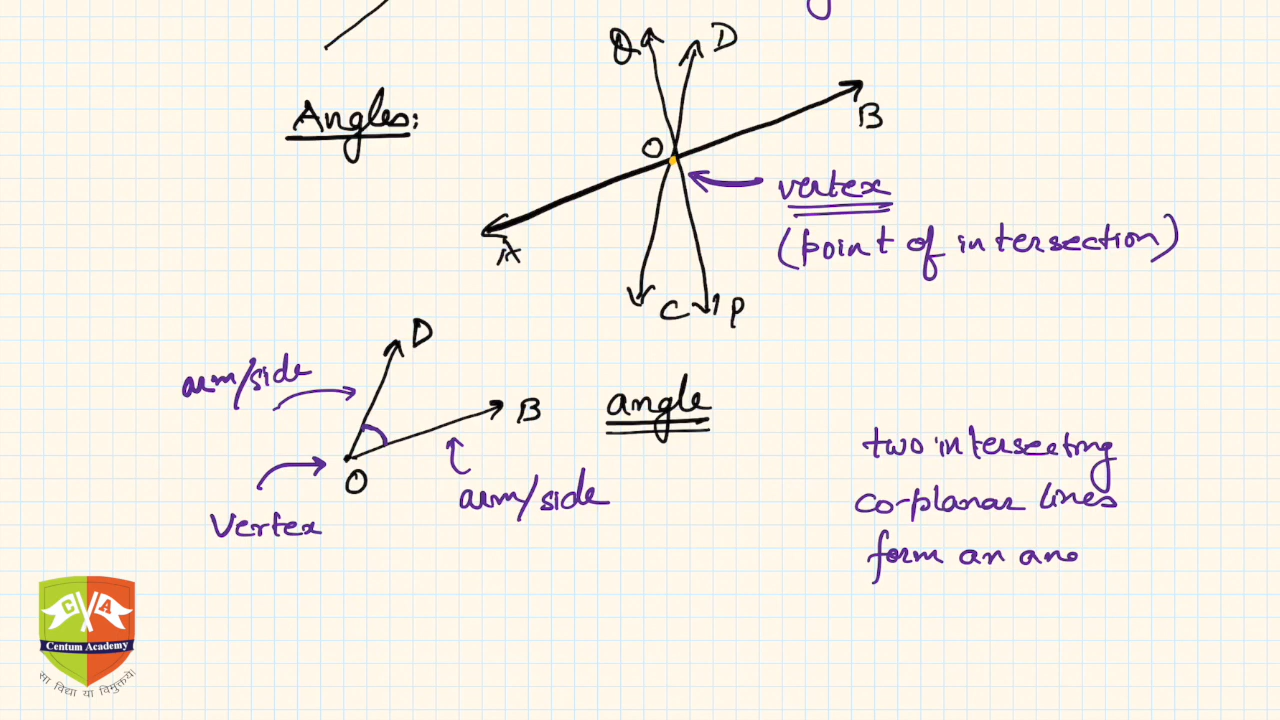 Angles:
Q
D
B
O
A
C
P
vertex
(point of intersection)
D
arm/side
B
O
arm/side
Vertex
angle
two intersecting
co-planar lines
form an ang
C A
Centum Academy
सा विद्या या विमुक्तये।